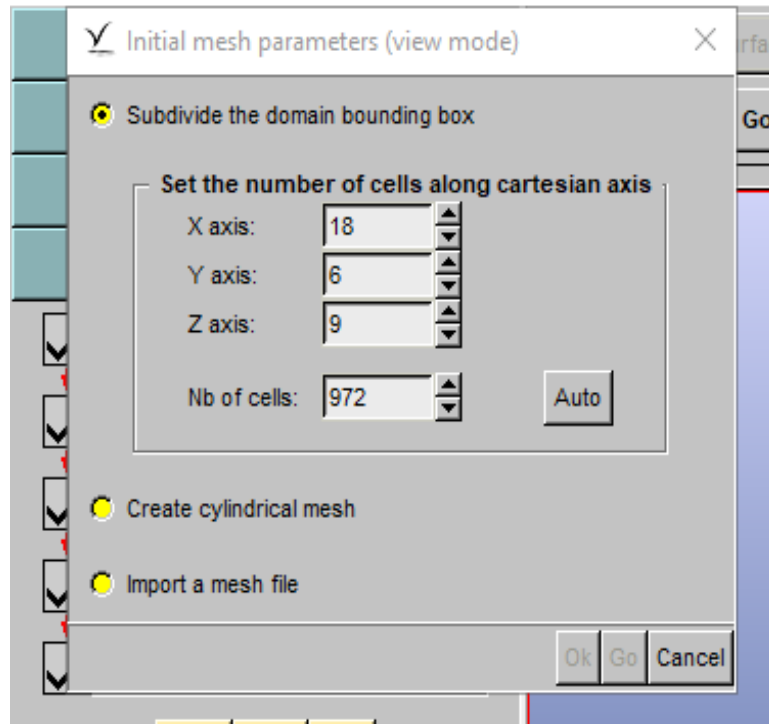 Initial mesh parameters (view mode)
Subdivide the domain bounding box
Go
Set the number of cells along cartesian axis
X axis: 18
Y axis: 6
Z axis: 9
Nb of cells: 972 Auto
Create cylindrical mesh
Import a mesh file
Ok Go Cancel